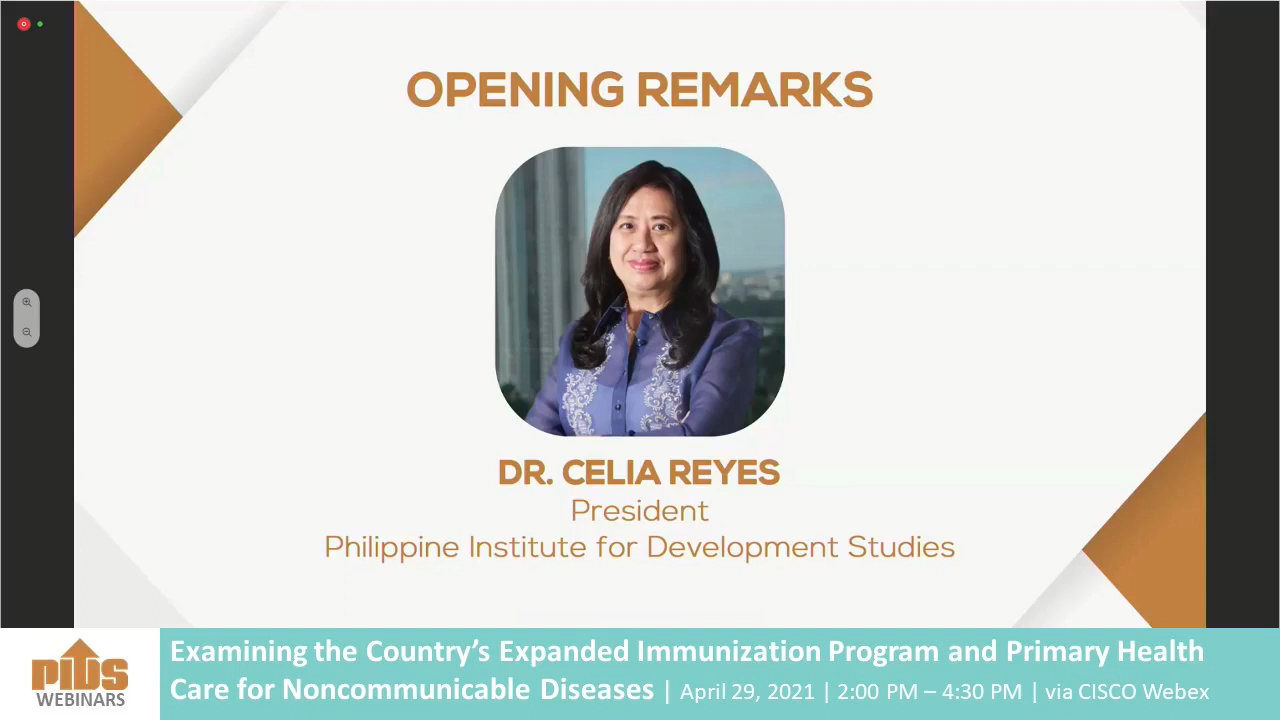 OPENING REMARKS
DR. CELIA REYES
President
Philippine Institute for Development Studies
PIDS
WEBINARS
Examining the Country's Expanded Immunization Program and Primary Health
Care for Noncommunicable Diseases | April 29, 2021 | 2:00 PM – 4:30 PM | via CISCO Webex